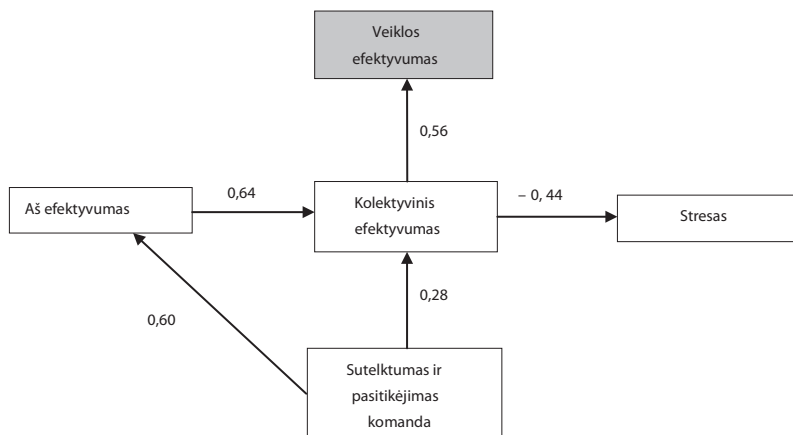 Veiklos
efektyvumas
0,56
Aš efektyvumas
0,64
Kolektyvinis
efektyvumas
– 0, 44
Stresas
0,60
0,28
Sutelktumas ir
pasitikėjimas
komanda